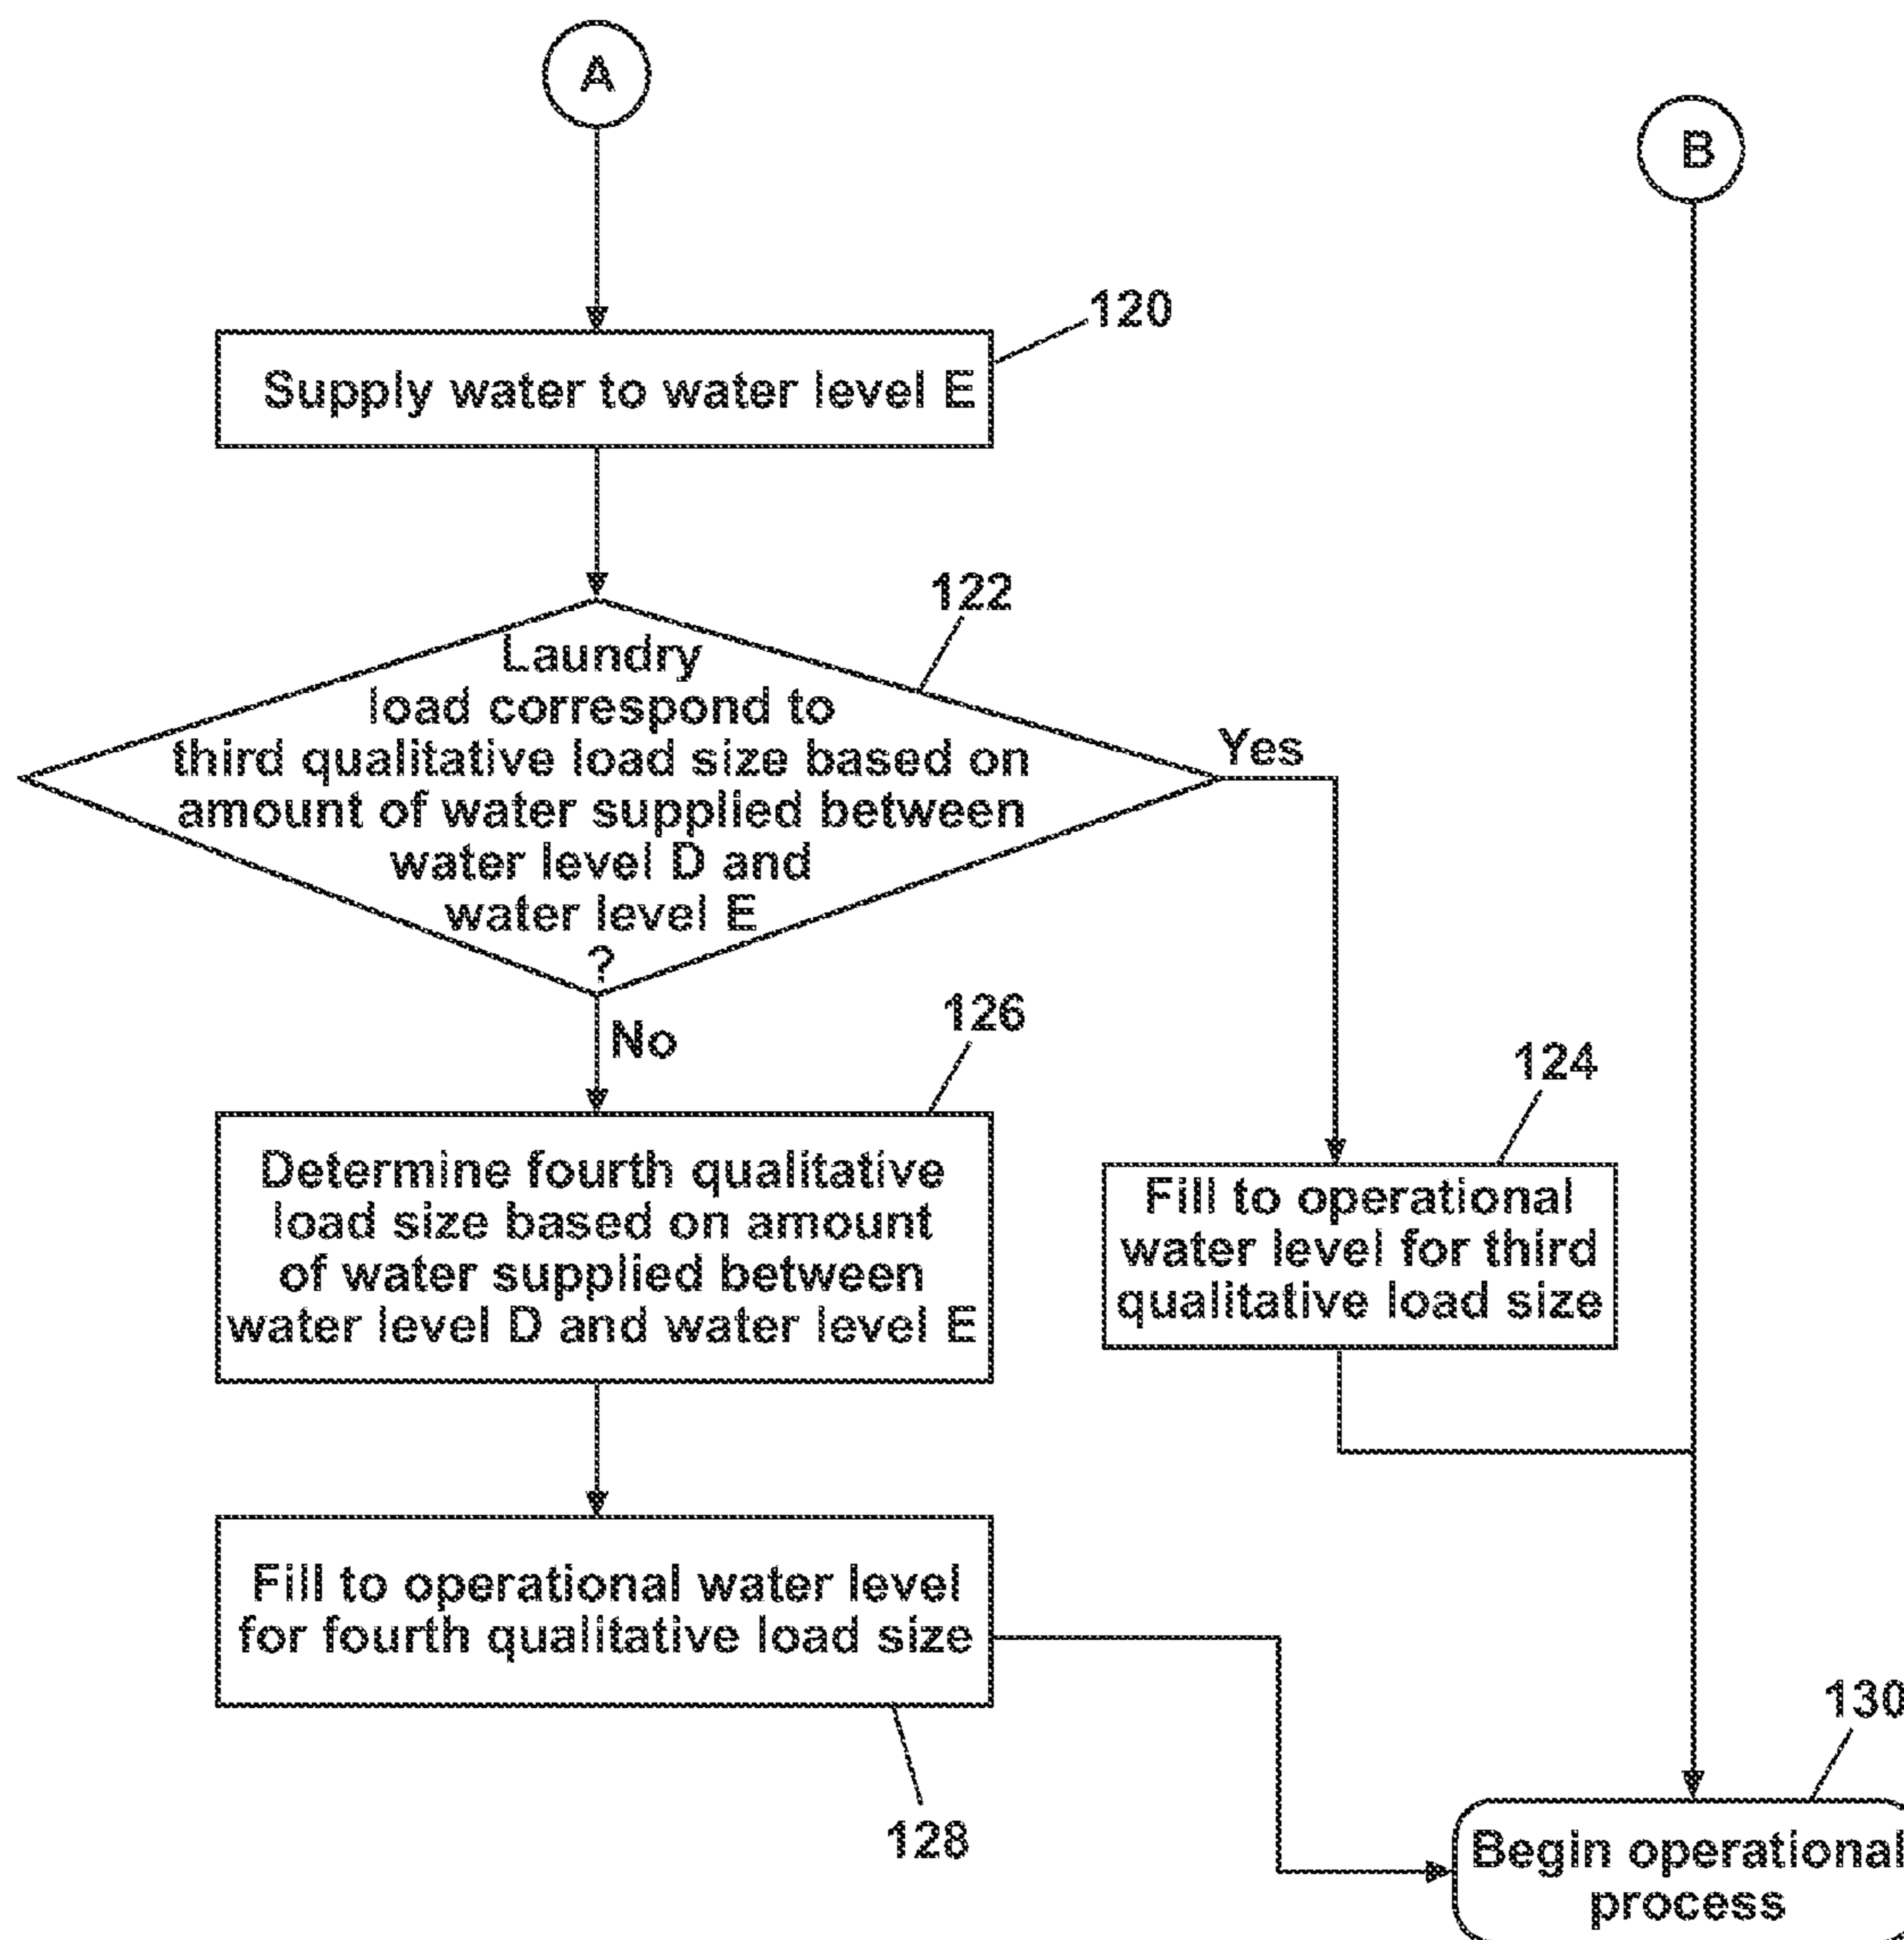 A
B
120
Supply water to water level E
122
Laundry
load correspond to
third qualitative load size based on
amount of water supplied between
water level D and
water level E
?
Yes
No
126
Determine fourth qualitative
load size based on amount
of water supplied between
water level D and water level E
124
Fill to operational
water level for third
qualitative load size
Fill to operational water level
for fourth qualitative load size
128
130
Begin operational
process